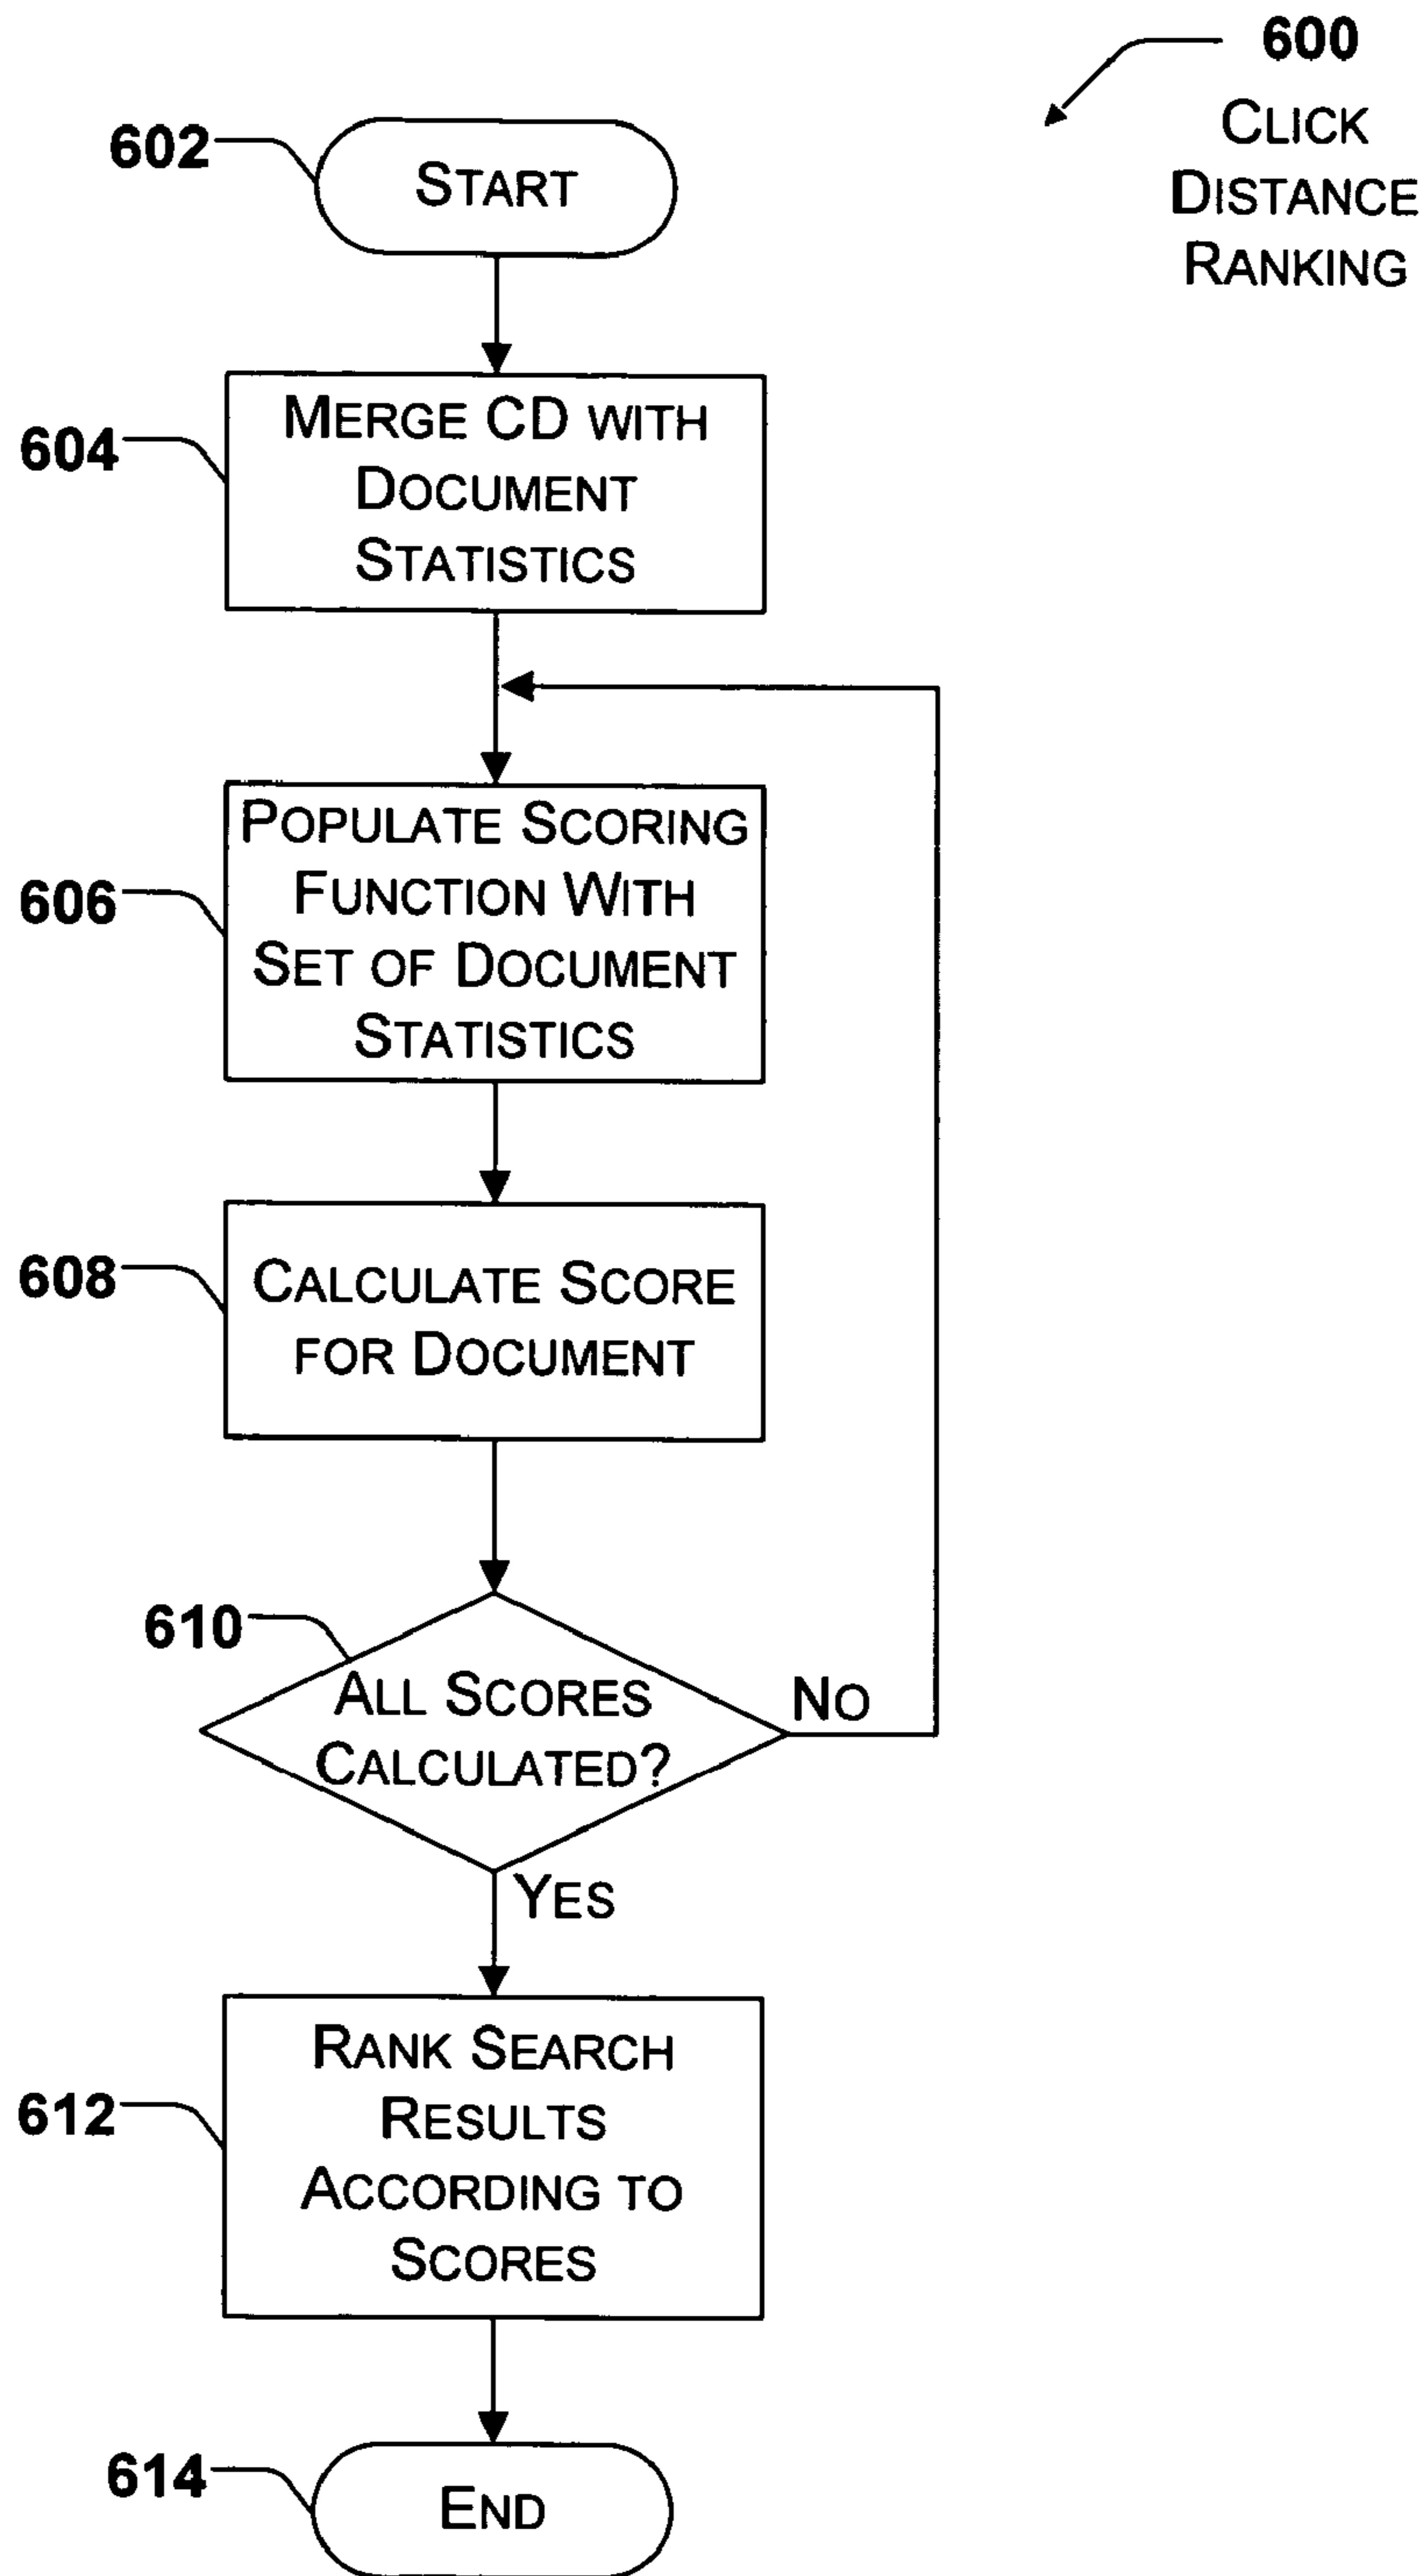 600
CLICK
DISTANCE
RANKING
602
START
604
MERGE CD WITH
DOCUMENT
STATISTICS
606
POPULATE SCORING
FUNCTION WITH
SET OF DOCUMENT
STATISTICS
608
CALCULATE SCORE
FOR DOCUMENT
610
ALL SCORES
CALCULATED?
NO
YES
612
RANK SEARCH
RESULTS
ACCORDING TO
SCORES
614
END